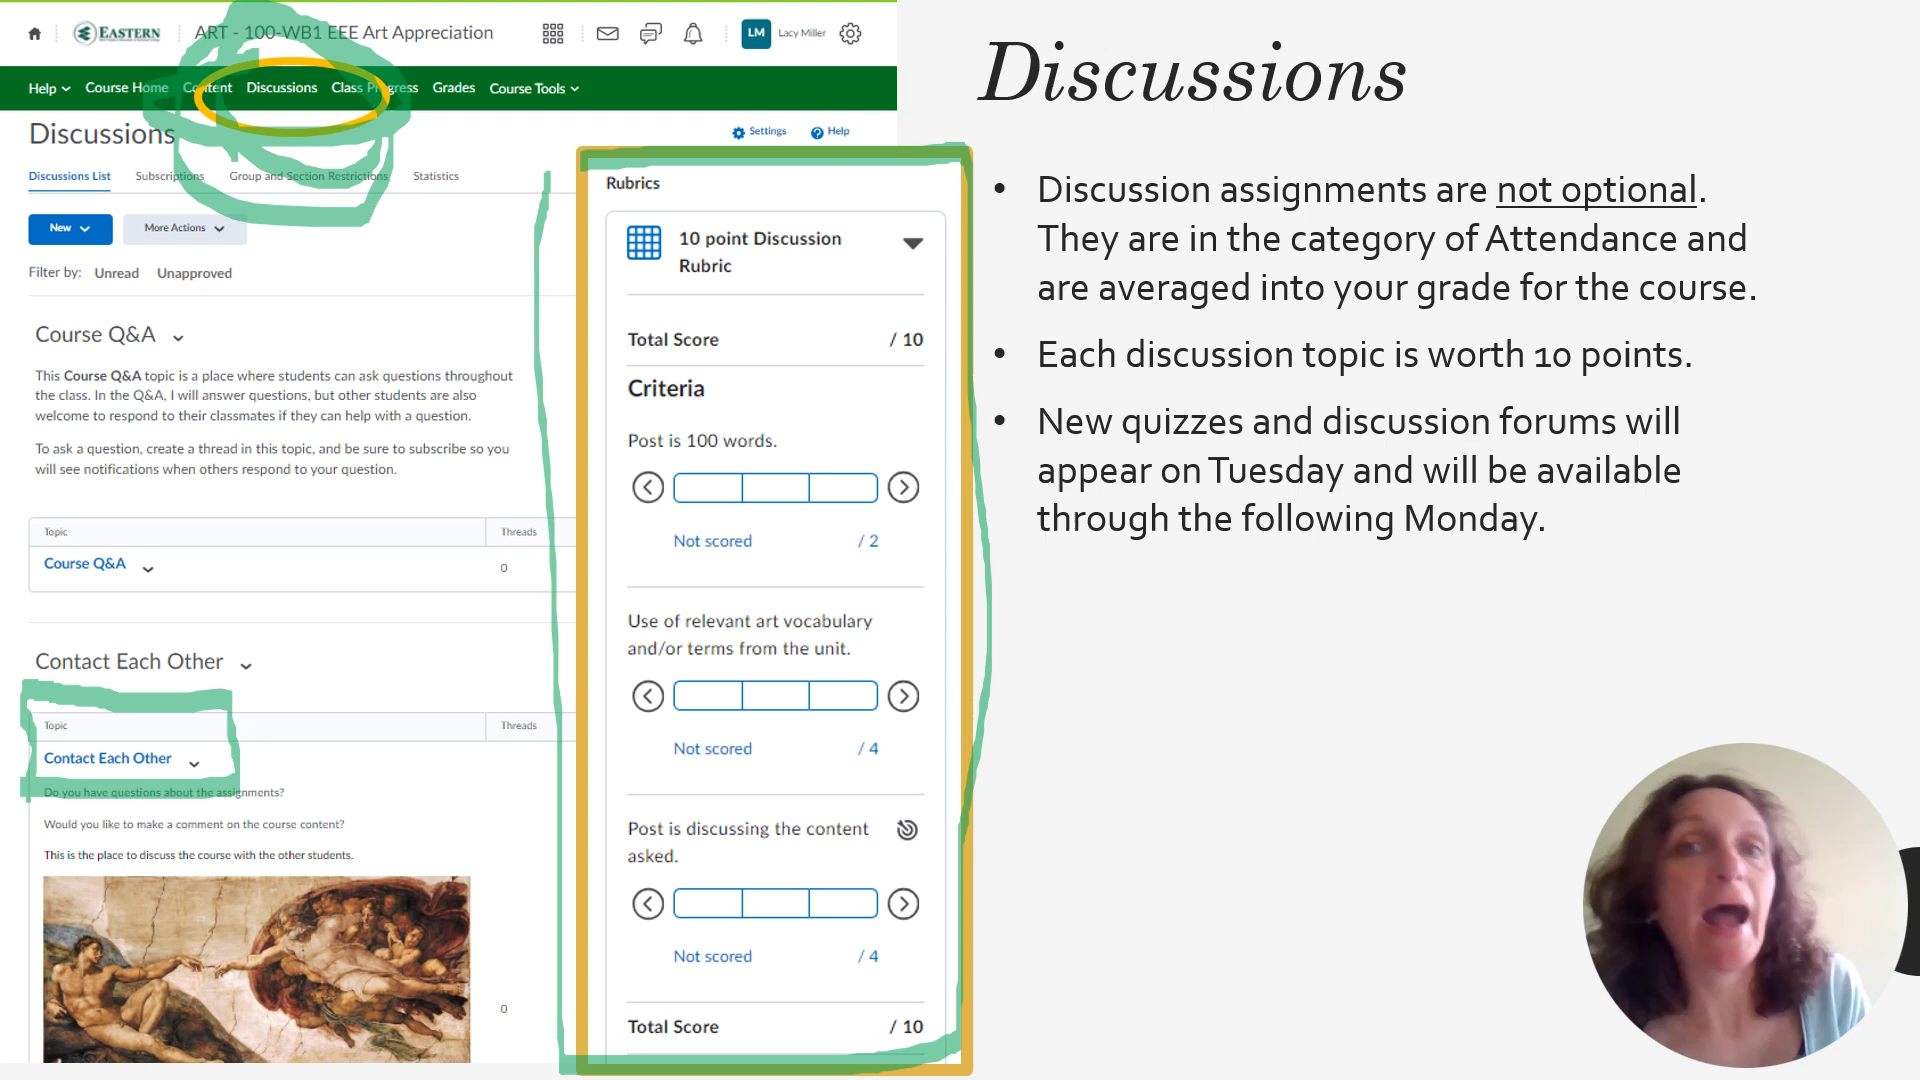 EASTERN
ART - 100-WB1 EEE Art Appreciation
LM
Lacy Miller
Help
Course Home
Content
Discussions
Class Progress
Grades
Course Tools
Discussions
Settings
Help
Discussions List
Subscriptions
Group and Section Restrictions
Statistics
New
More Actions
Filter by:
Unread
Unapproved
Course Q&A
This Course Q&A topic is a place where students can ask questions throughout
the class. In the Q&A, I will answer questions, but other students are also
welcome to respond to their classmates if they can help with a question.
To ask a question, create a thread in this topic, and be sure to subscribe so you
will see notifications when others respond to your question.
Topic
Threads
Course Q&A
0
Contact Each Other
Topic
Threads
Contact Each Other
Do you have questions about the assignments?
Would you like to make a comment on the course content?
This is the place to discuss the course with the other students.
0
Rubrics
10 point Discussion
Rubric
Total Score
/ 10
Criteria
Post is 100 words.
Not scored
/ 2
Use of relevant art vocabulary
and/or terms from the unit.
Not scored
/ 4
Post is discussing the content
asked.
Not scored
/ 4
Total Score
/ 10
Discussions
• Discussion assignments are not optional.
They are in the category of Attendance and
are averaged into your grade for the course.
• Each discussion topic is worth 10 points.
• New quizzes and discussion forums will
appear on Tuesday and will be available
through the following Monday.